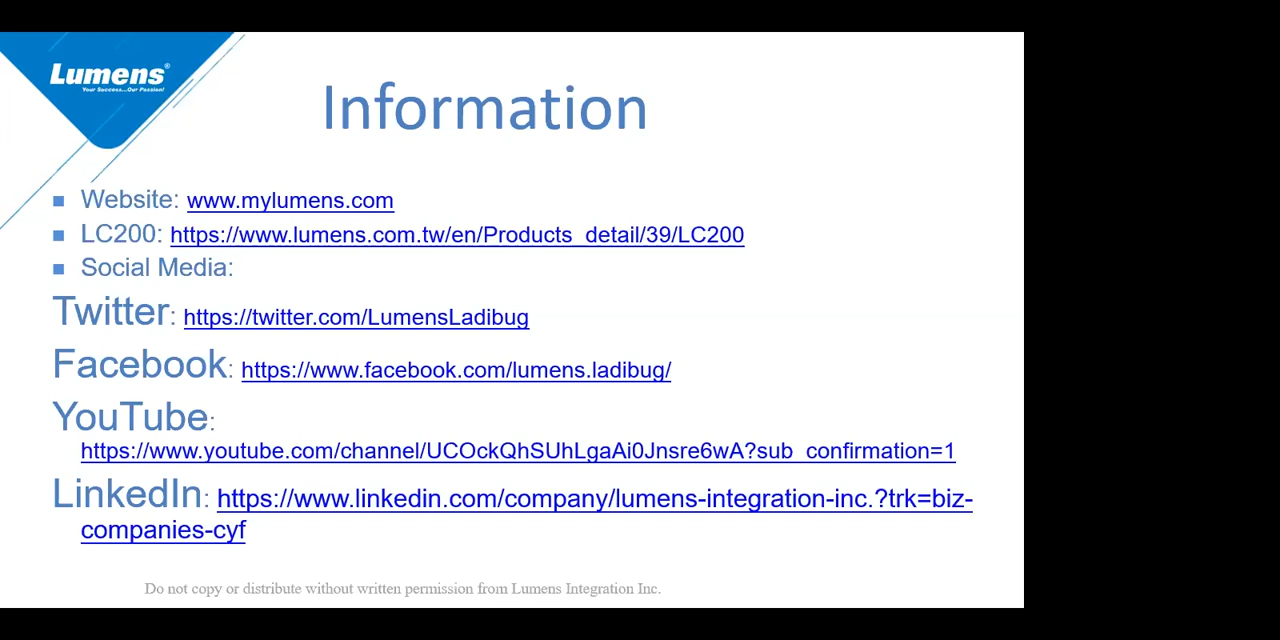 Lumens®
Your Success...Our Passion!
Information
Website: www.mylumens.com
LC200: https://www.lumens.com.tw/en/Products_detail/39/LC200
Social Media:
Twitter: https://twitter.com/LumensLadibug
Facebook: https://www.facebook.com/lumens.ladibug/
YouTube:
https://www.youtube.com/channel/UCOckQhSUhLgaAi0Jnsre6wA?sub_confirmation=1
LinkedIn: https://www.linkedin.com/company/lumens-integration-inc.?trk=biz-
companies-cyf
Do not copy or distribute without written permission from Lumens Integration Inc.